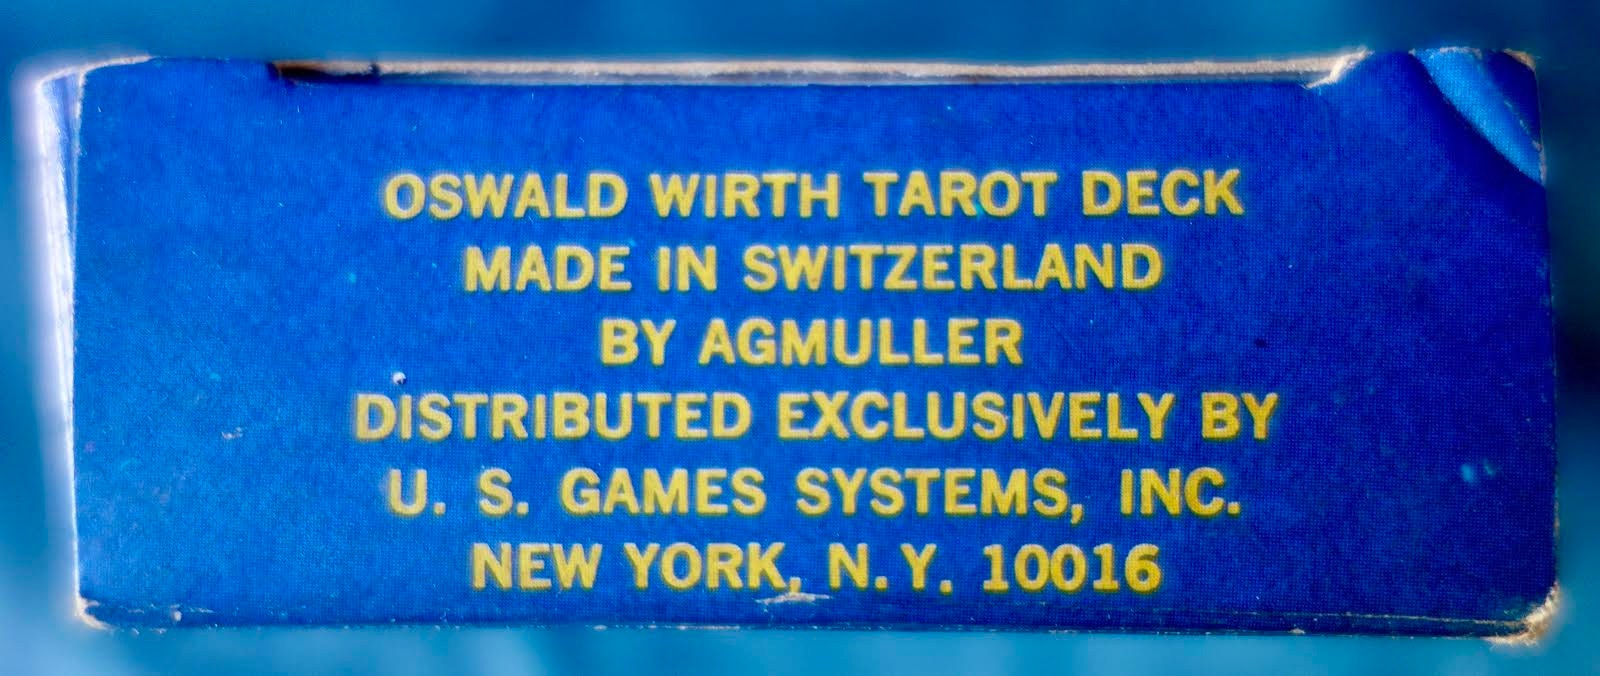 OSWALD WIRTH TAROT DECK
MADE IN SWITZERLAND
BY AGMULLER
DISTRIBUTED EXCLUSIVELY BY
U. S. GAMES SYSTEMS, INC.
NEW YORK, N. Y. 10016